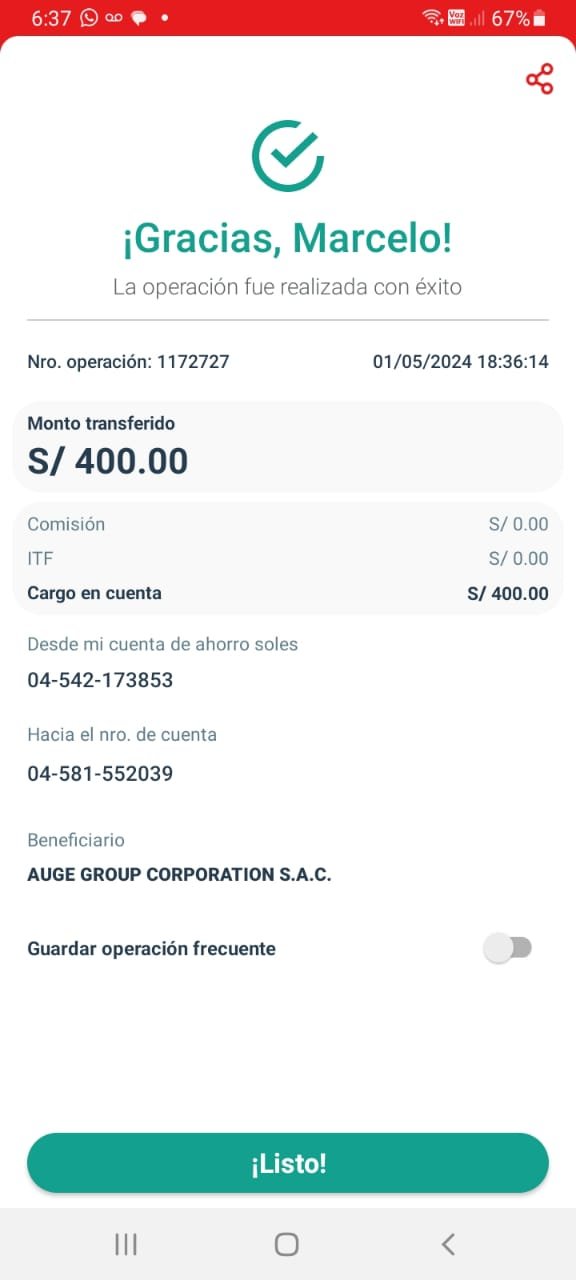 6:37
Voz WiFi 67%
¡Gracias, Marcelo!
La operación fue realizada con éxito
Nro. operación: 1172727 01/05/2024 18:36:14
Monto transferido
S/ 400.00
Comisión S/ 0.00
ITF S/ 0.00
Cargo en cuenta S/ 400.00
Desde mi cuenta de ahorro soles
04-542-173853
Hacia el nro. de cuenta
04-581-552039
Beneficiario
AUGE GROUP CORPORATION S.A.C.
Guardar operación frecuente
¡Listo!